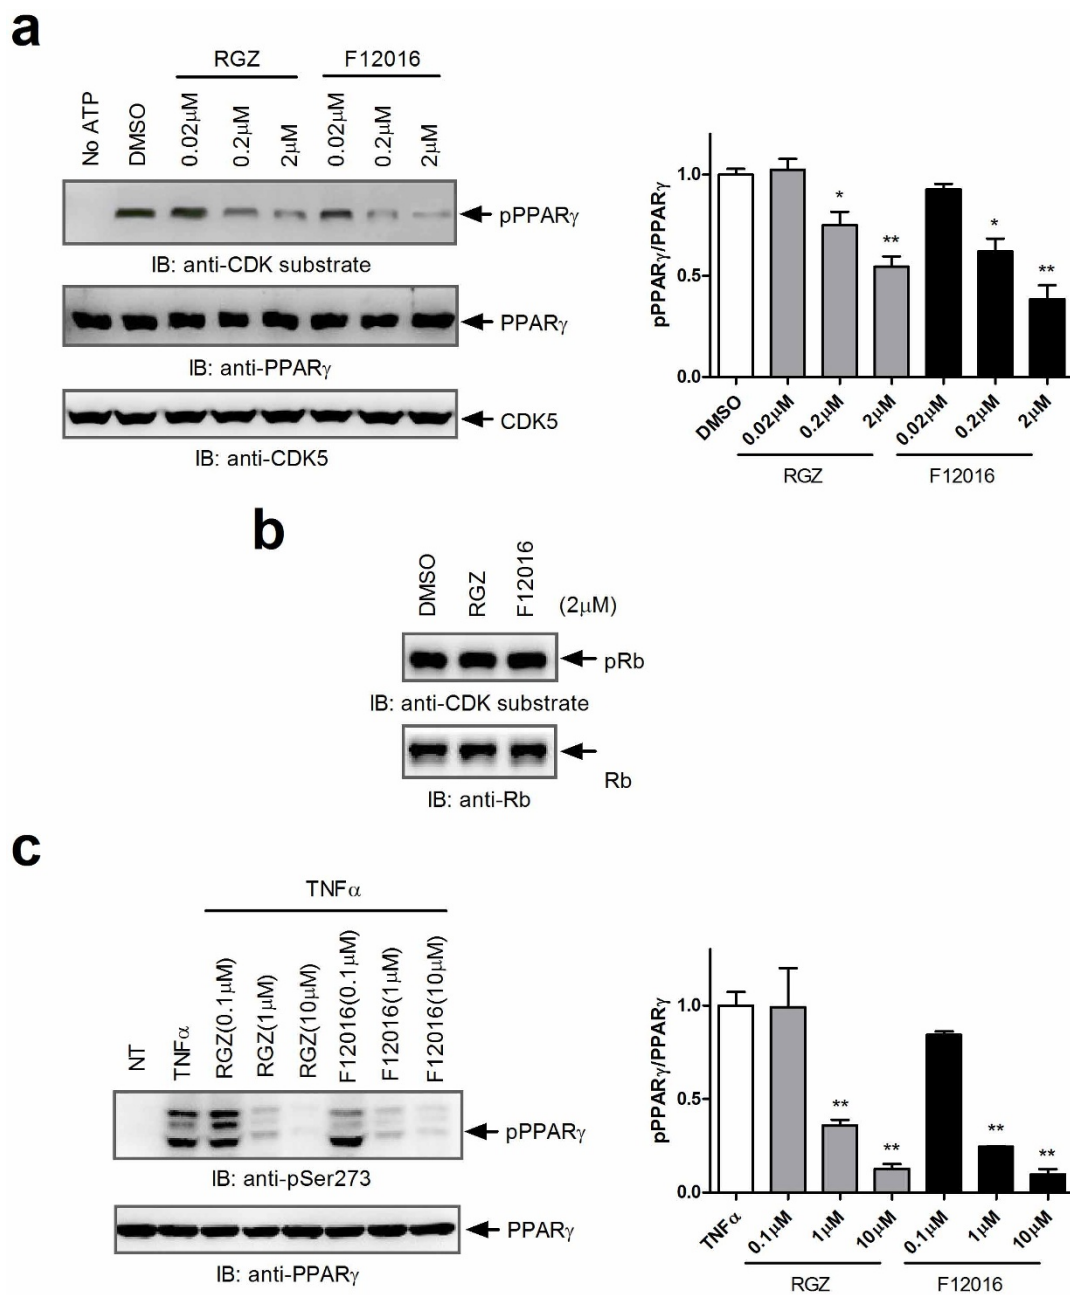 a
RGZ
F12016
No ATP
DMSO
0.02μM
0.2μM
2μM
0.02μM
0.2μM
2μM
pPPARγ
IB: anti-CDK substrate
PPARγ
IB: anti-PPARγ
CDK5
IB: anti-CDK5
pPPARγ/PPARγ
1.0
0.5
0.0
*
**
*
**
DMSO
0.02μM
0.2μM
2μM
0.02μM
0.2μM
2μM
RGZ
F12016
b
DMSO
RGZ
F12016
(2μM)
pRb
IB: anti-CDK substrate
Rb
IB: anti-Rb
c
TNFα
NT
TNFα
RGZ(0.1μM)
RGZ(1μM)
RGZ(10μM)
F12016(0.1μM)
F12016(1μM)
F12016(10μM)
pPPARγ
IB: anti-pSer273
PPARγ
IB: anti-PPARγ
pPPARγ/PPARγ
1.0
0.5
0.0
**
**
**
**
TNFα
0.1μM
1μM
10μM
0.1μM
1μM
10μM
RGZ
F12016